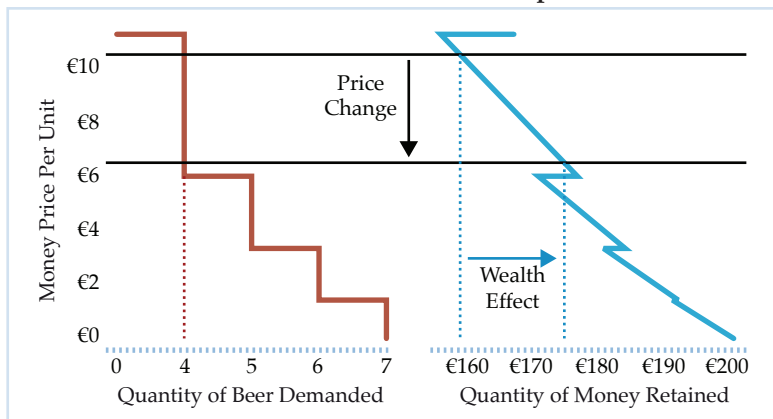 €10
€8
€6
€4
€2
€0
Money Price Per Unit
Price
Change
Wealth
Effect
0 4 5 6 7
€160 €170 €180 €190 €200
Quantity of Beer Demanded
Quantity of Money Retained